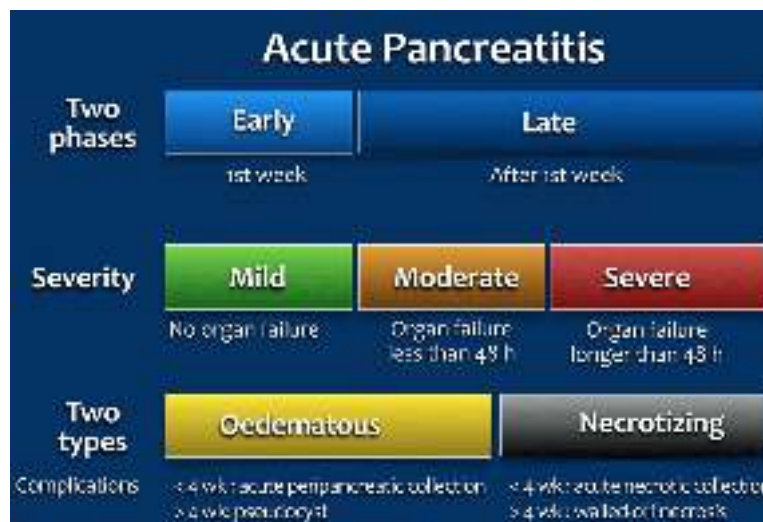 Acute Pancreatitis
Two
phases
Early
Late
1st week
After 1st week
Severity
Mild
Moderate
Severe
No organ failure
Organ failure
less than 48 h
Organ failure
longer than 48 h
Two
types
Oedematous
Necrotizing
Complications
< 4 wk : acute peripancreatic collection
> 4 wk pseudocyst
< 4 wk : acute necrotic collection
> 4 wk : walled of necrosis